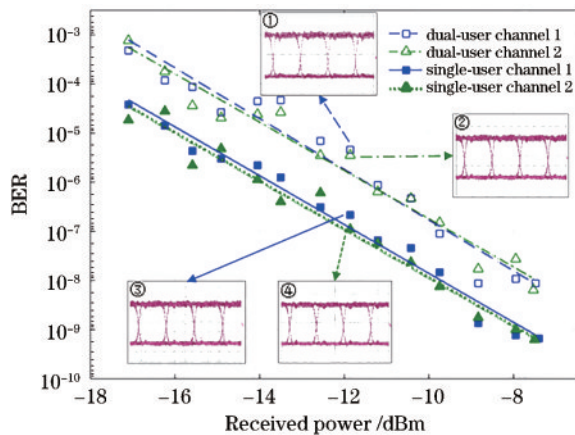 ①
dual-user channel 1
dual-user channel 2
single-user channel 1
single-user channel 2
②
③
④
BER
10⁻³
10⁻⁴
10⁻⁵
10⁻⁶
10⁻⁷
10⁻⁸
10⁻⁹
10⁻¹⁰
−18 −16 −14 −12 −10 −8
Received power /dBm